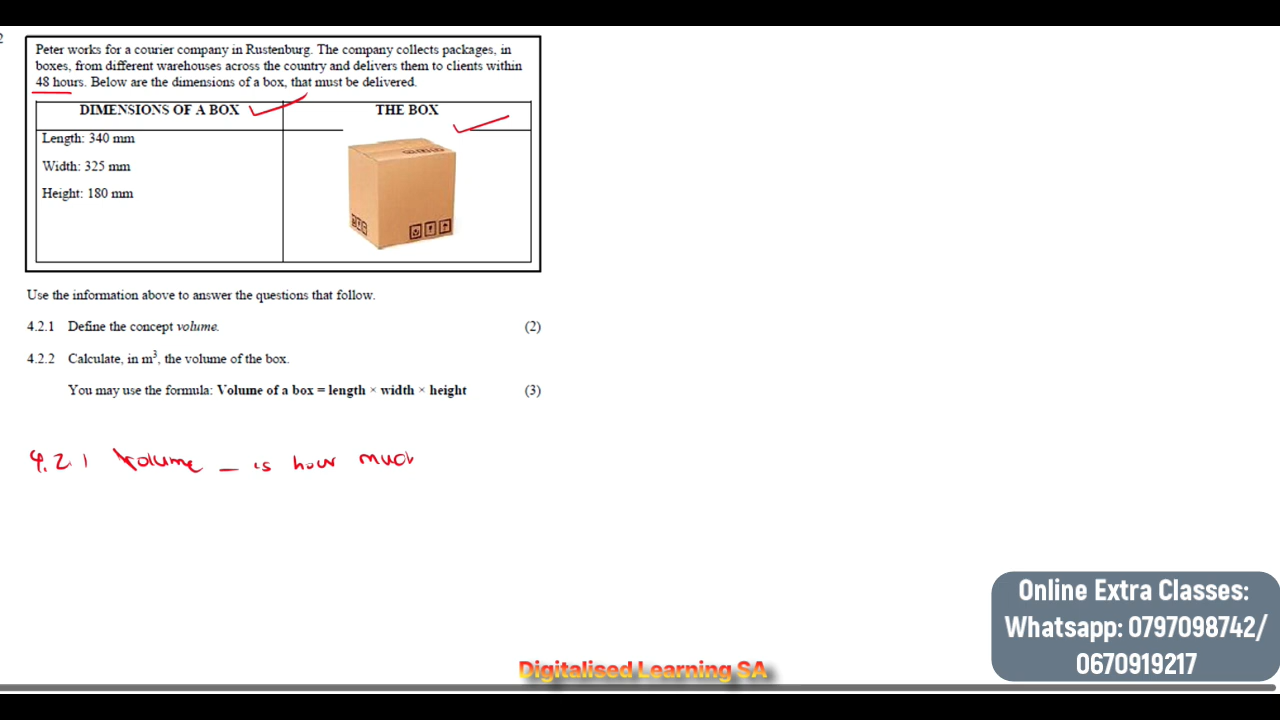 2
Peter works for a courier company in Rustenburg. The company collects packages, in
boxes, from different warehouses across the country and delivers them to clients within
48 hours. Below are the dimensions of a box, that must be delivered.
DIMENSIONS OF A BOX THE BOX
Length: 340 mm
Width: 325 mm
Height: 180 mm
Use the information above to answer the questions that follow.
4.2.1 Define the concept volume. (2)
4.2.2 Calculate, in m³, the volume of the box.
You may use the formula: Volume of a box = length × width × height (3)
4.2.1 Volume – is how much
Online Extra Classes:
Whatsapp: 0797098742/
0670919217
Digitalised Learning SA